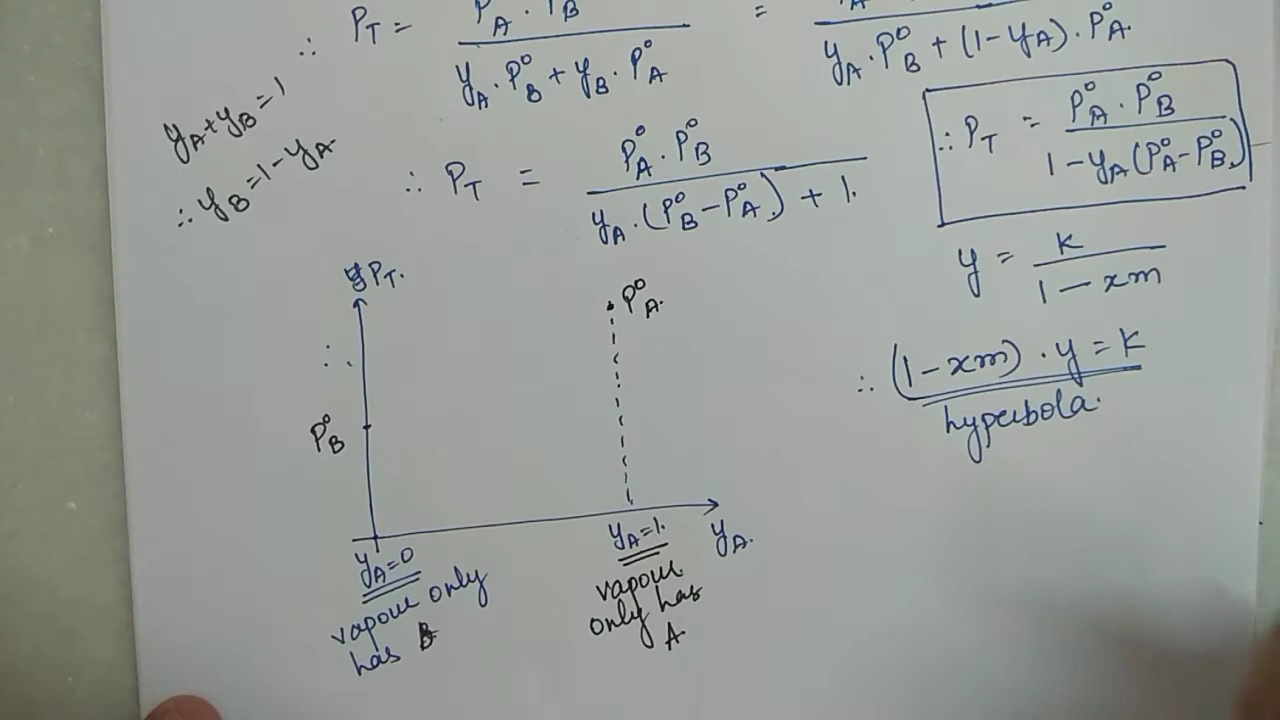 ∴ P_T = P_A . P_B / (y_A . P°_B + y_B . P°_A) = / (y_A . P°_B + (1 - y_A) . P°_A.)
y_A + y_B = 1
∴ y_B = 1 - y_A.
∴ P_T = P°_A . P°_B / (y_A . (P°_B - P°_A) + 1.)
∴ P_T = P°_A . P°_B / (1 - y_A (P°_A - P°_B))
y = K / (1 - xm)
∴ (1 - xm) . y = K
hyperbola.
P_T.
P°_A.
∴
P°_B
y_A = 0
vapour only
has B
y_A = 1.
vapour
only has
A
y_A.